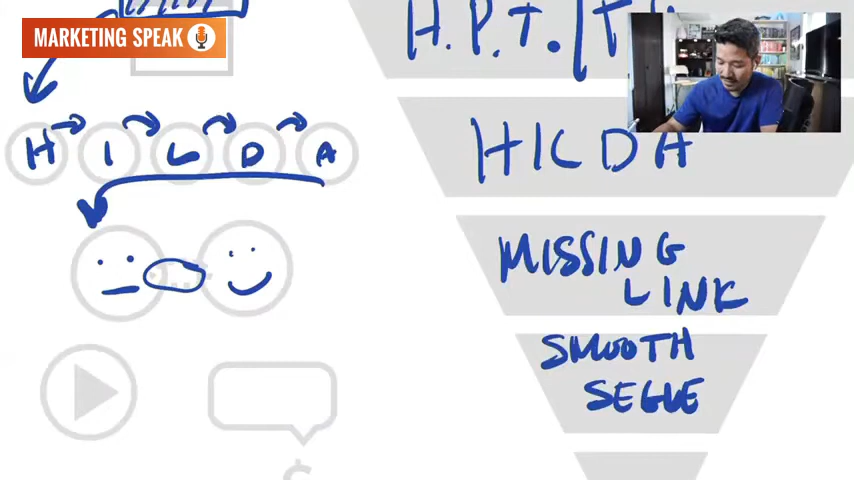 MARKETING SPEAK
H.P.T.
H I L D A
HILDA
MISSING
LINK
SMOOTH
SEGUE